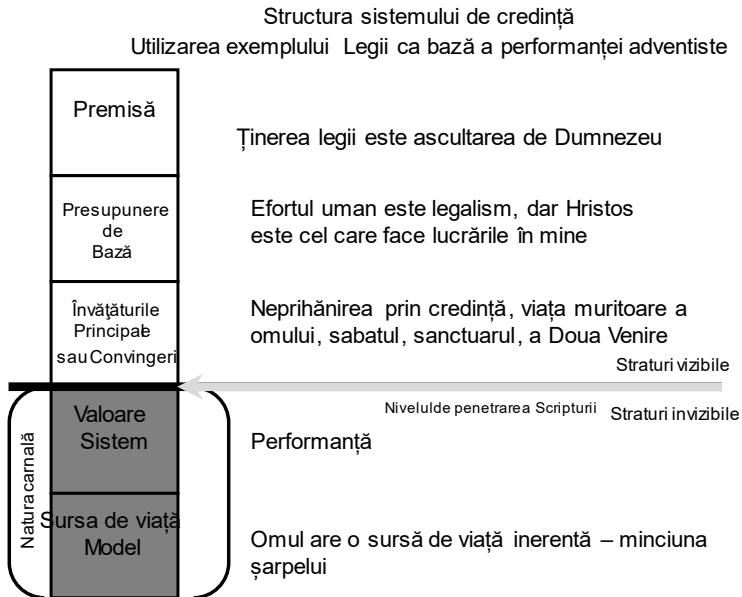 Structura sistemului de credință
Utilizarea exemplului Legii ca bază a performanței adventiste
Premisă
Ținerea legii este ascultarea de Dumnezeu
Presupunere
de
Bază
Efortul uman este legalism, dar Hristos
este cel care face lucrările în mine
Învățăturile
Principale
sau Convingeri
Neprihănirea prin credință, viața muritoare a
omului, sabatul, sanctuarul, a Doua Venire
Straturi vizibile
Nivelulde penetrarea Scripturii
Straturi invizibile
Natura carnală
Valoare
Sistem
Performanță
Sursa de viață
Model
Omul are o sursă de viață inerentă – minciuna
șarpelui